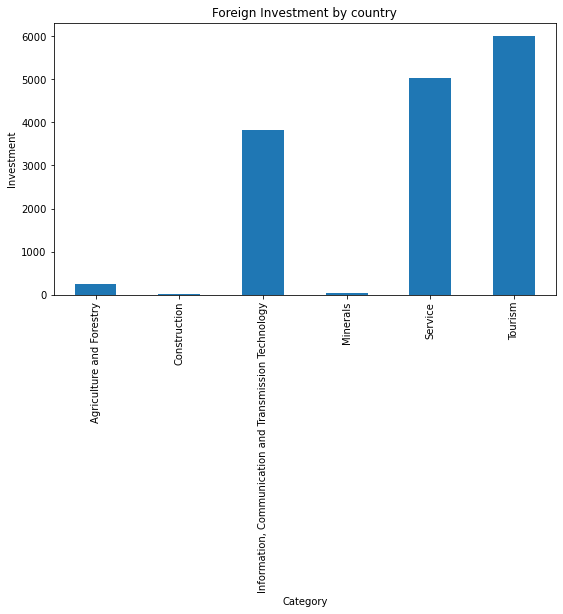 Foreign Investment by country
Investment
6000
5000
4000
3000
2000
1000
0
Agriculture and Forestry
Construction
Information, Communication and Transmission Technology
Minerals
Service
Tourism
Category